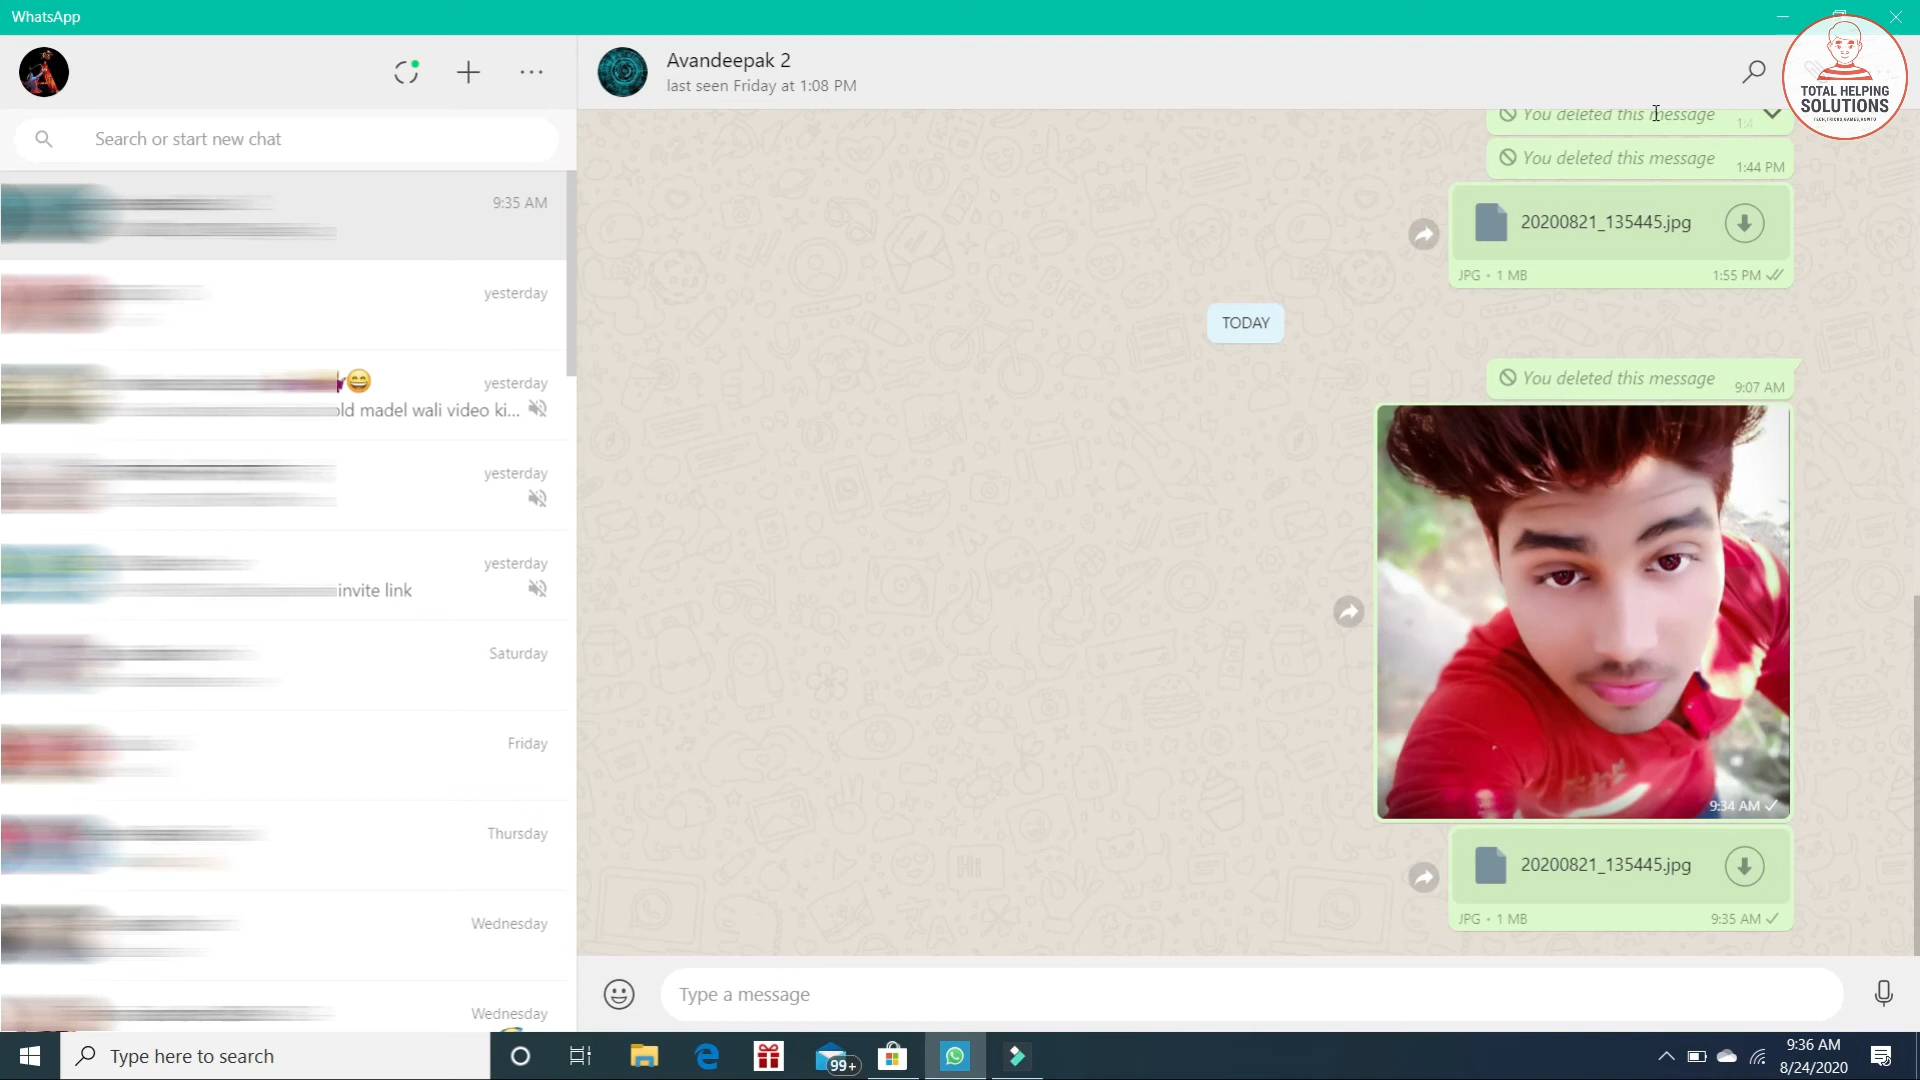 WhatsApp
Avandeepak 2
last seen Friday at 1:08 PM
TOTAL HELPING
SOLUTIONS
Search or start new chat
You deleted this message
You deleted this message 1:44 PM
20200821_135445.jpg
JPG • 1 MB 1:55 PM
TODAY
You deleted this message 9:07 AM
9:34 AM
20200821_135445.jpg
JPG • 1 MB 9:35 AM
Type a message
9:35 AM
yesterday
yesterday
old madel wali video ki...
yesterday
yesterday
invite link
Saturday
Friday
Thursday
Wednesday
Wednesday
Type here to search
99+
9:36 AM
8/24/2020